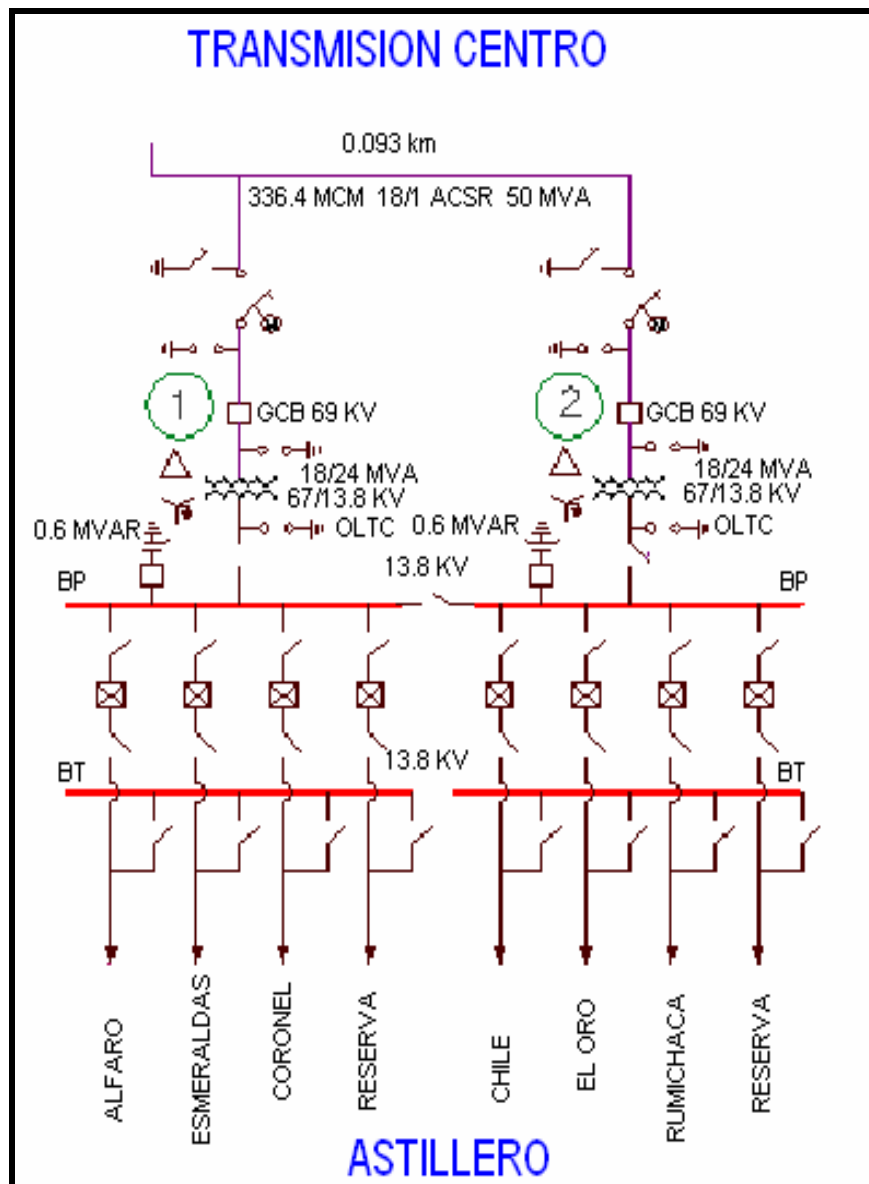 TRANSMISION CENTRO
0.093 km
336.4 MCM 18/1 ACSR 50 MVA
1
GCB 69 KV
18/24 MVA
67/13.8 KV
0.6 MVAR
OLTC
2
GCB 69 KV
18/24 MVA
67/13.8 KV
0.6 MVAR
OLTC
BP
13.8 KV
BP
BT
13.8 KV
BT
ALFARO
ESMERALDAS
CORONEL
RESERVA
CHILE
EL ORO
RUMICHACA
RESERVA
ASTILLERO